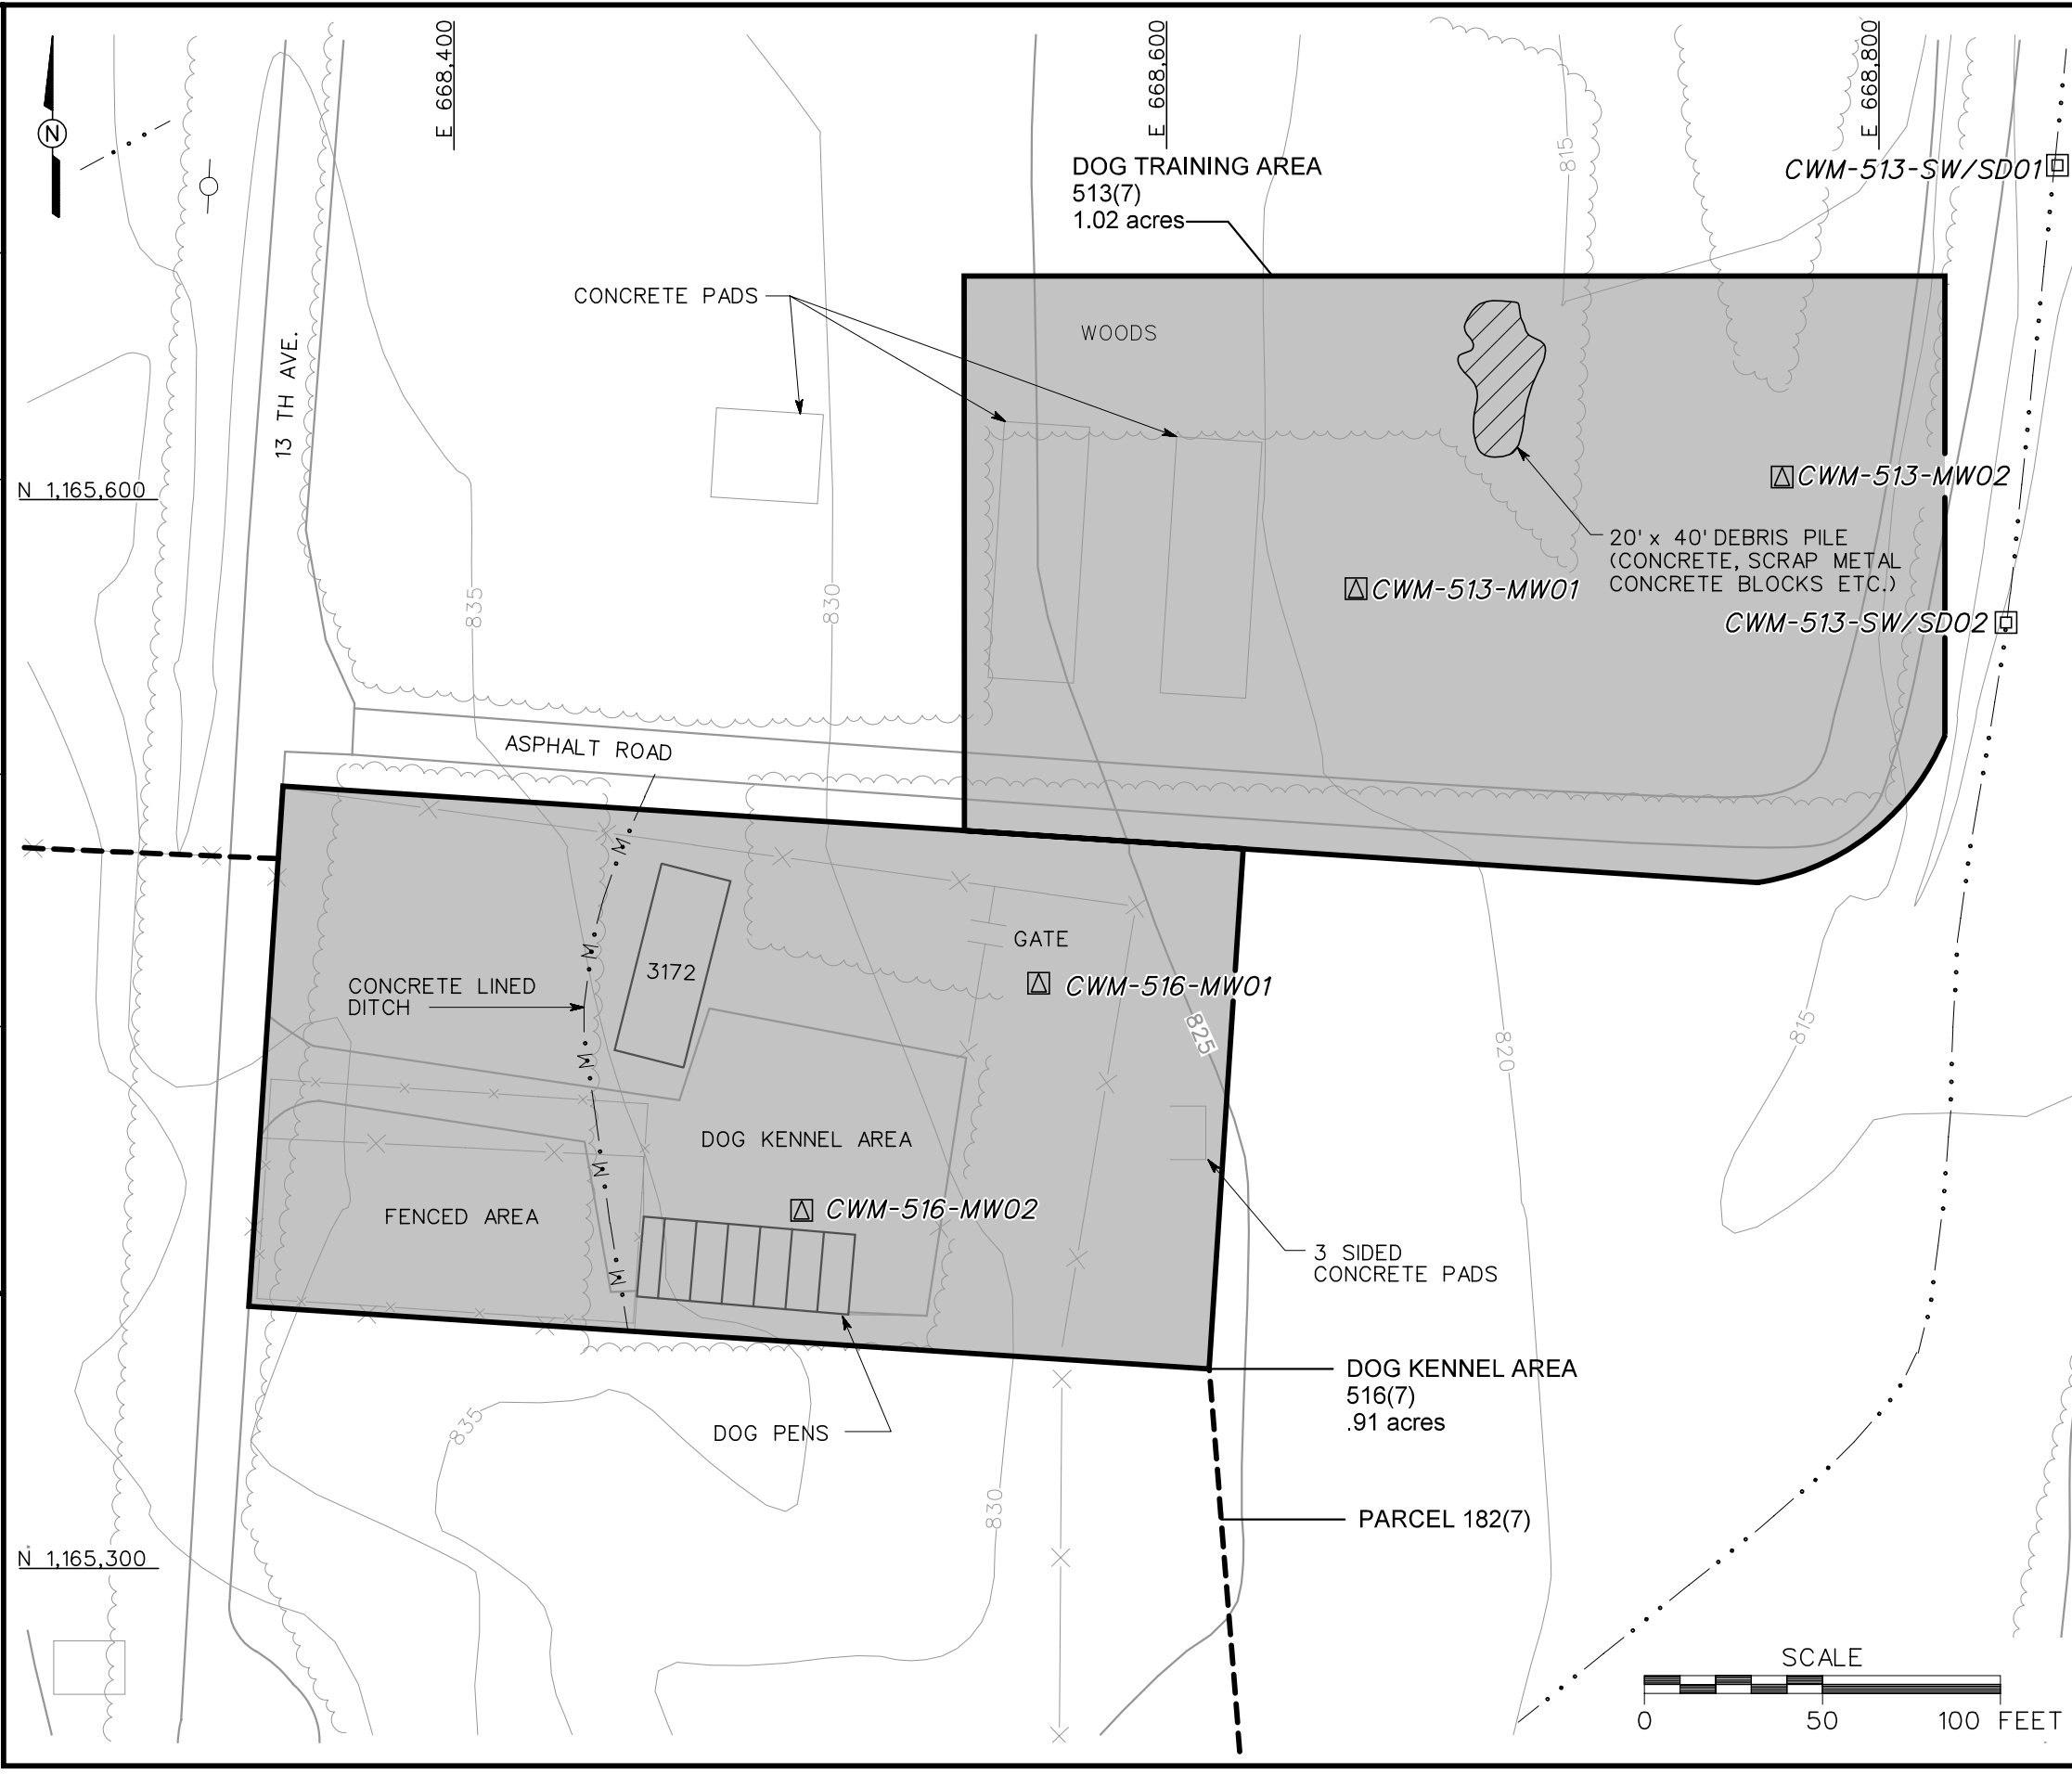 E 668,400
E 668,600
E 668,800
N
815
DOG TRAINING AREA
513(7)
1.02 acres
CWM-513-SW/SD01
CONCRETE PADS
WOODS
13 TH AVE.
N 1,165,600
CWM-513-MW02
20' x 40' DEBRIS PILE
(CONCRETE, SCRAP METAL
CONCRETE BLOCKS ETC.)
CWM-513-MW01
835
830
CWM-513-SW/SD02
ASPHALT ROAD
M
GATE
M
3172
CONCRETE LINED
DITCH
CWM-516-MW01
825
820
815
M
DOG KENNEL AREA
M
FENCED AREA
CWM-516-MW02
M
3 SIDED
CONCRETE PADS
DOG KENNEL AREA
516(7)
.91 acres
835
DOG PENS
830
PARCEL 182(7)
N 1,165,300
SCALE
0 50 100 FEET